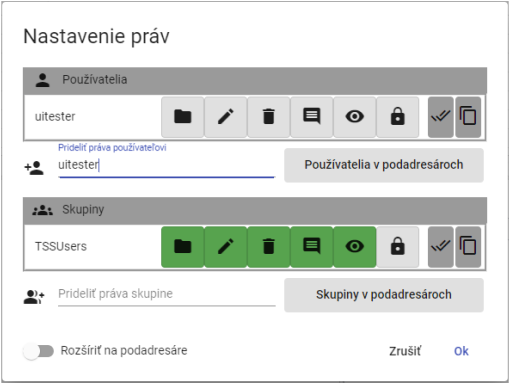 Nastavenie práv
Používatelia
uitester
Prideliť práva používateľovi
uitester
Používatelia v podadresároch
Skupiny
TSSUsers
Prideliť práva skupine
Skupiny v podadresároch
Rozšíriť na podadresáre
Zrušiť
Ok